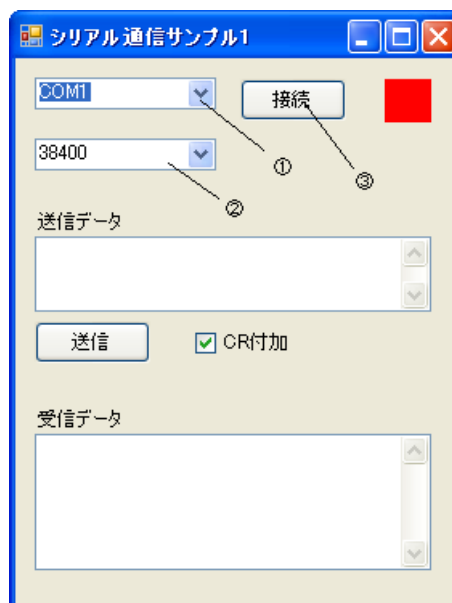 シリアル通信サンプル1
COM1
接続
①
38400
③
②
送信データ
送信
CR付加
受信データ